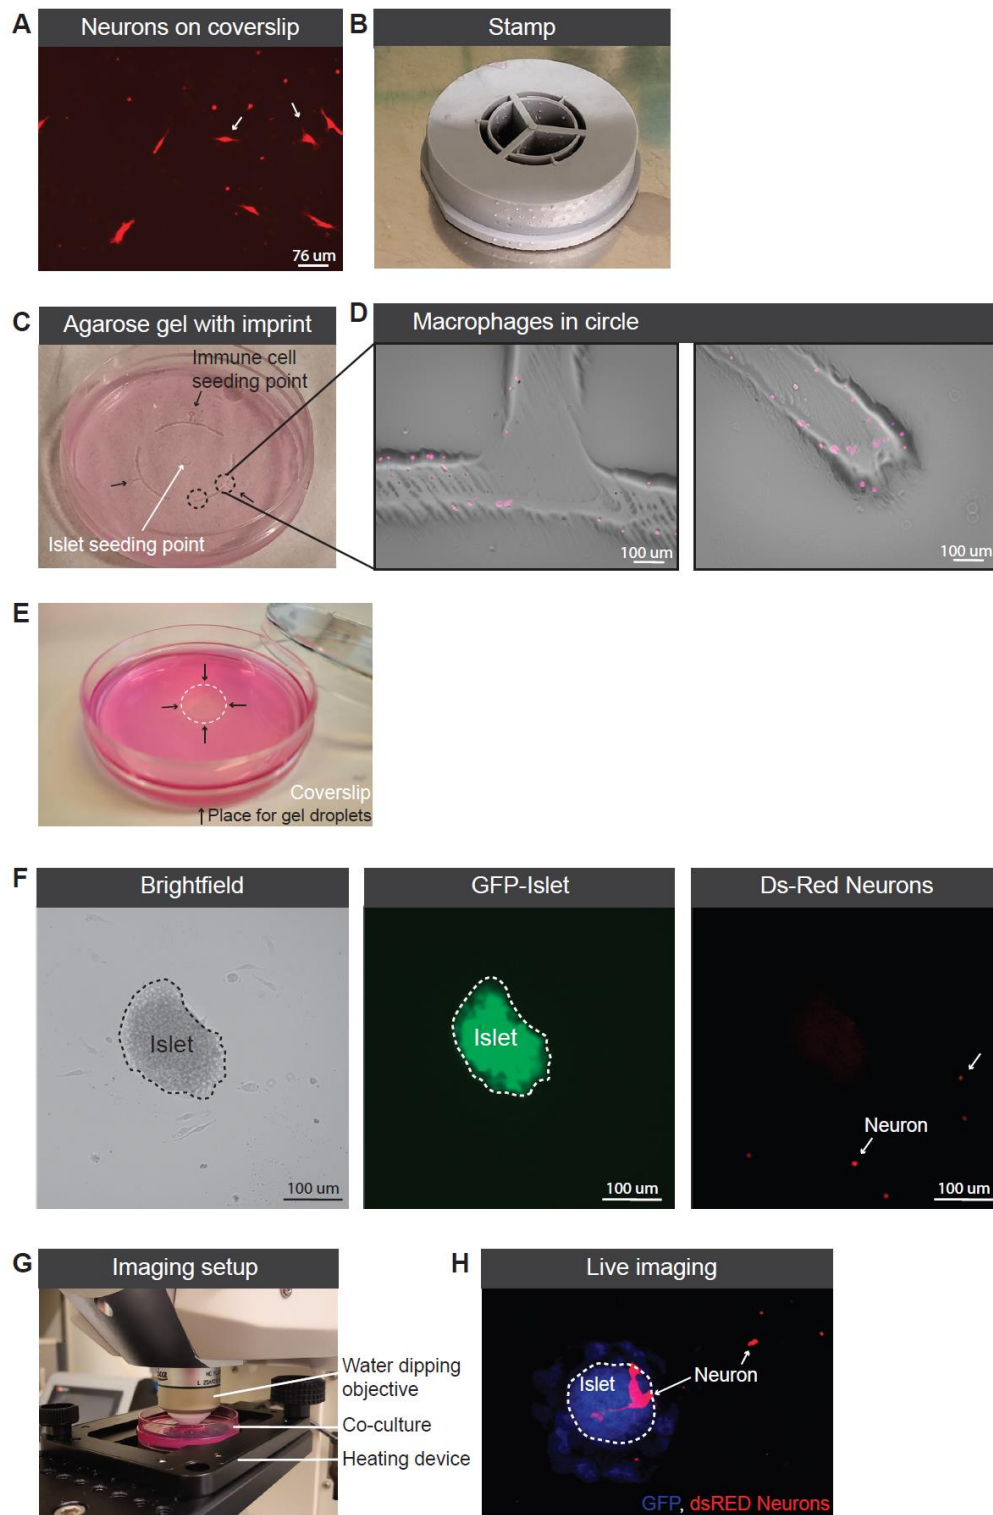 A
Neurons on coverslip
76 um
B
Stamp
C
Agarose gel with imprint
Immune cell
seeding point
Islet seeding point
D
Macrophages in circle
100 um
100 um
E
Coverslip
↑Place for gel droplets
F
Brightfield
Islet
100 um
GFP-Islet
Islet
100 um
Ds-Red Neurons
Neuron
100 um
G
Imaging setup
Water dipping
objective
Co-culture
Heating device
H
Live imaging
Islet
Neuron
GFP, dsRED Neurons